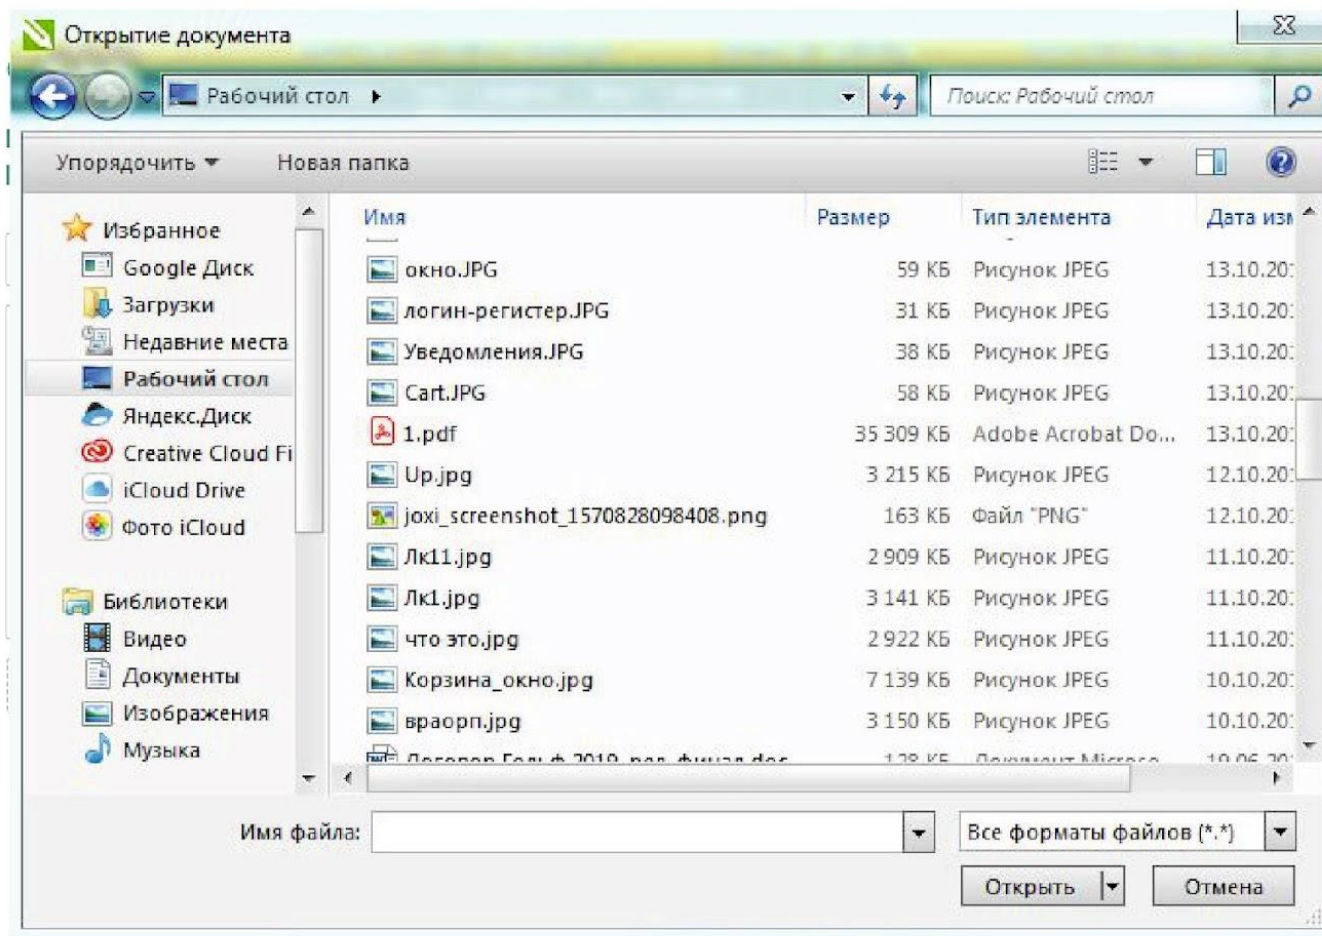 Открытие документа
Рабочий стол
Поиск: Рабочий стол
Упорядочить
Новая папка
Избранное
Google Диск
Загрузки
Недавние места
Рабочий стол
Яндекс.Диск
Creative Cloud Fi
iCloud Drive
Фото iCloud
Библиотеки
Видео
Документы
Изображения
Музыка
Имя Размер Тип элемента Дата изм
окно.JPG 59 КБ Рисунок JPEG 13.10.20
логин-регистер.JPG 31 КБ Рисунок JPEG 13.10.20
Уведомления.JPG 38 КБ Рисунок JPEG 13.10.20
Cart.JPG 58 КБ Рисунок JPEG 13.10.20
1.pdf 35 309 КБ Adobe Acrobat Do... 13.10.20
Up.jpg 3 215 КБ Рисунок JPEG 12.10.20
joxi_screenshot_1570828098408.png 163 КБ Файл "PNG" 12.10.20
Лк11.jpg 2 909 КБ Рисунок JPEG 11.10.20
Лк1.jpg 3 141 КБ Рисунок JPEG 11.10.20
что это.jpg 2 922 КБ Рисунок JPEG 11.10.20
Корзина_окно.jpg 7 139 КБ Рисунок JPEG 10.10.20
враорп.jpg 3 150 КБ Рисунок JPEG 10.10.20
Имя файла:
Все форматы файлов (*.*)
Открыть
Отмена